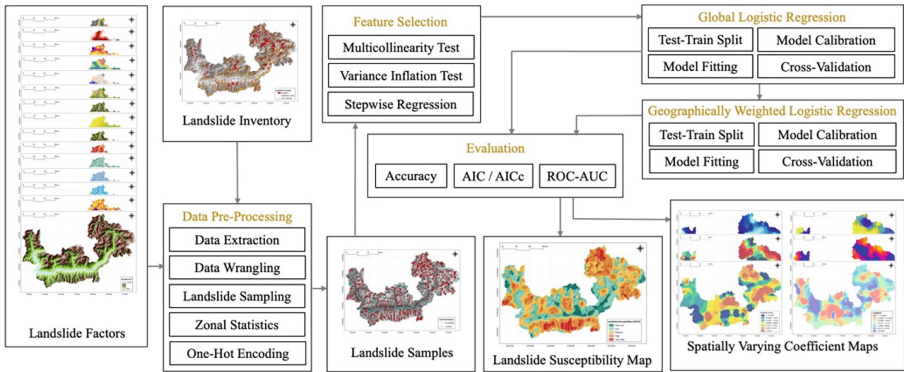 Landslide Factors
Landslide Inventory
Data Pre-Processing
Data Extraction
Data Wrangling
Landslide Sampling
Zonal Statistics
One-Hot Encoding
Landslide Samples
Feature Selection
Multicollinearity Test
Variance Inflation Test
Stepwise Regression
Global Logistic Regression
Test-Train Split
Model Calibration
Model Fitting
Cross-Validation
Geographically Weighted Logistic Regression
Test-Train Split
Model Calibration
Model Fitting
Cross-Validation
Evaluation
Accuracy
AIC / AICc
ROC-AUC
Landslide Susceptibility Map
Spatially Varying Coefficient Maps